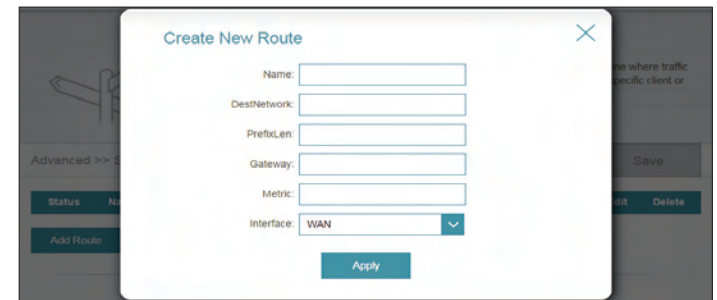 Create New Route
Name:
ne where traffic
DestNetwork:
pecific client or
PrefixLen:
Gateway:
Advanced >> S
Save
Metric:
Status Na
dit Delete
Interface: WAN
Add Route
Apply